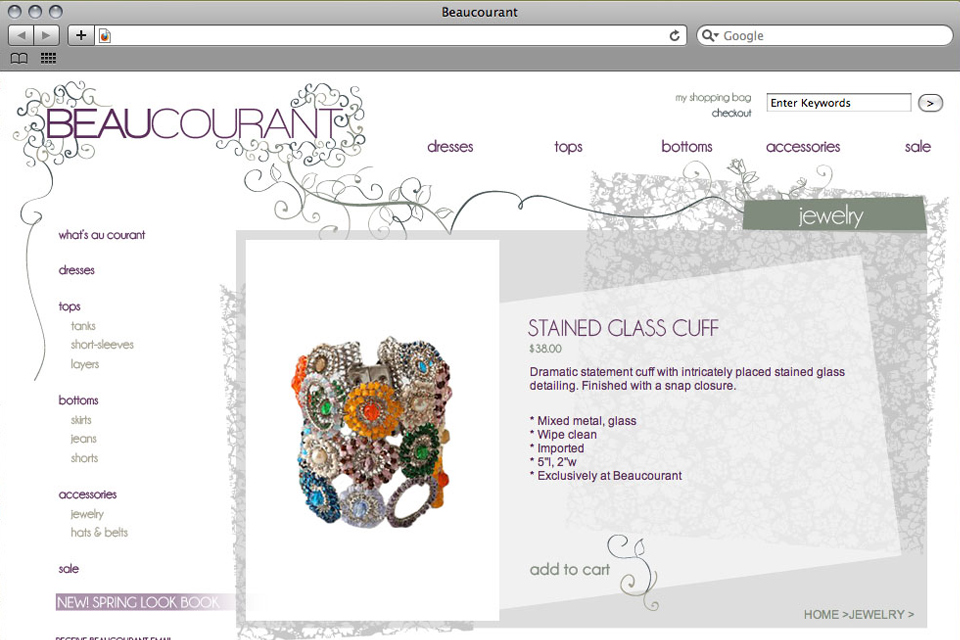 Beaucourant
Google
BEAUCOURANT
my shopping bag
checkout
Enter Keywords
>
dresses
tops
bottoms
accessories
sale
jewelry
what's au courant
dresses
tops
tanks
short-sleeves
layers
bottoms
skirts
jeans
shorts
accessories
jewelry
hats & belts
sale
NEW! SPRING LOOK BOOK
RECEIVE BEAUCOURANT EMAIL
STAINED GLASS CUFF
$38.00
Dramatic statement cuff with intricately placed stained glass
detailing. Finished with a snap closure.
* Mixed metal, glass
* Wipe clean
* Imported
* 5"l, 2"w
* Exclusively at Beaucourant
add to cart
HOME >JEWELRY >